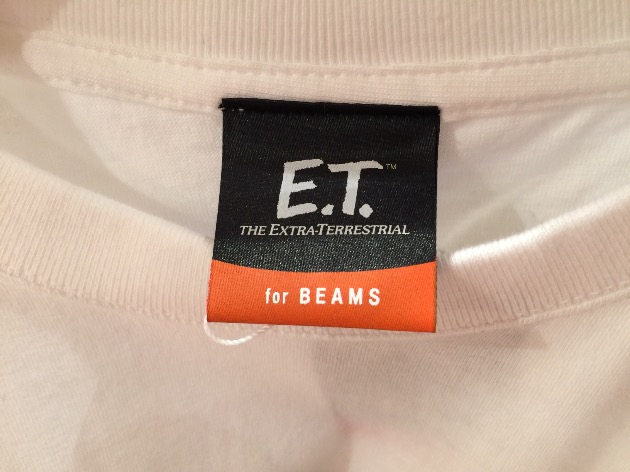 E.T.™
THE EXTRA-TERRESTRIAL
for BEAMS